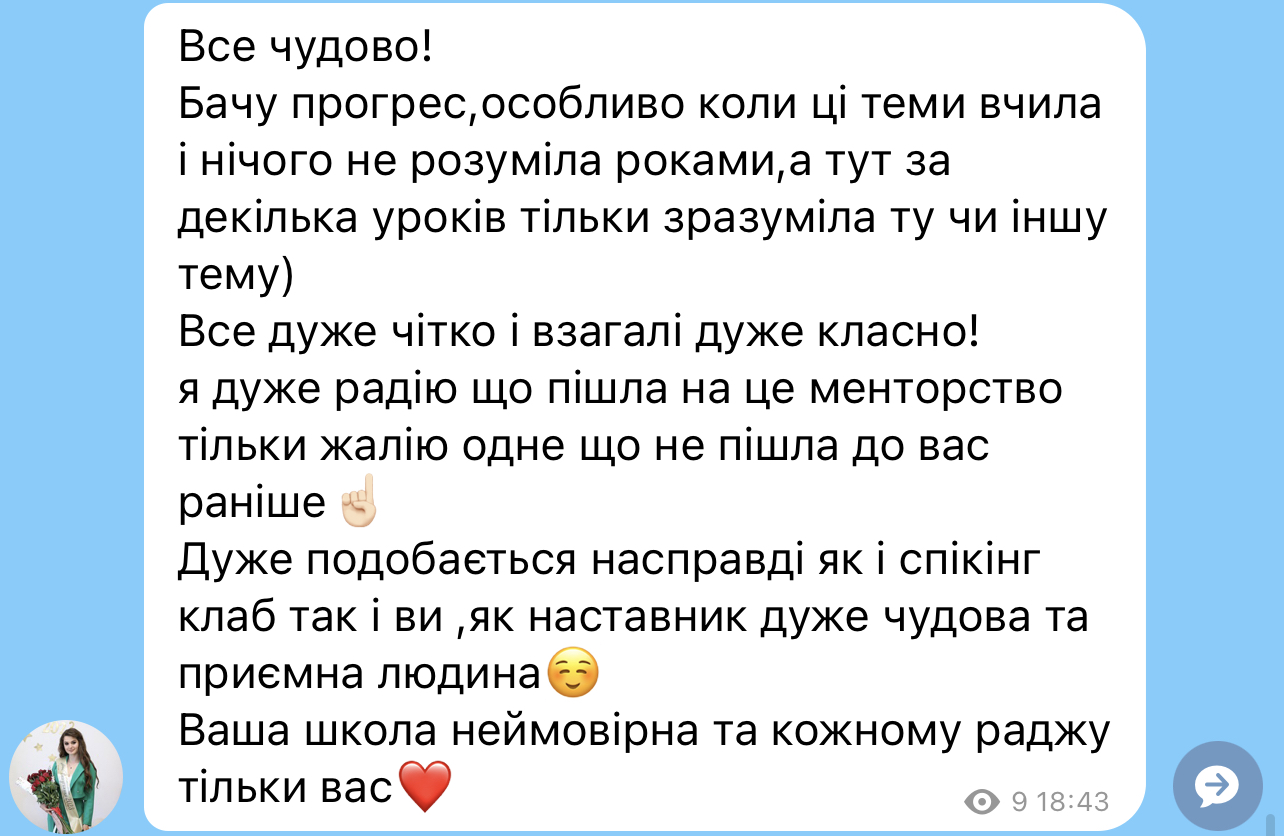 Все чудово!
Бачу прогрес,особливо коли ці теми вчила
і нічого не розуміла роками,а тут за
декілька уроків тільки зразуміла ту чи іншу
тему)
Все дуже чітко і взагалі дуже класно!
я дуже радію що пішла на це менторство
тільки жалію одне що не пішла до вас
раніше ☝🏻
Дуже подобається насправді як і спікінг
клаб так і ви ,як наставник дуже чудова та
приємна людина☺️
Ваша школа неймовірна та кожному раджу
тільки вас❤️
9 18:43